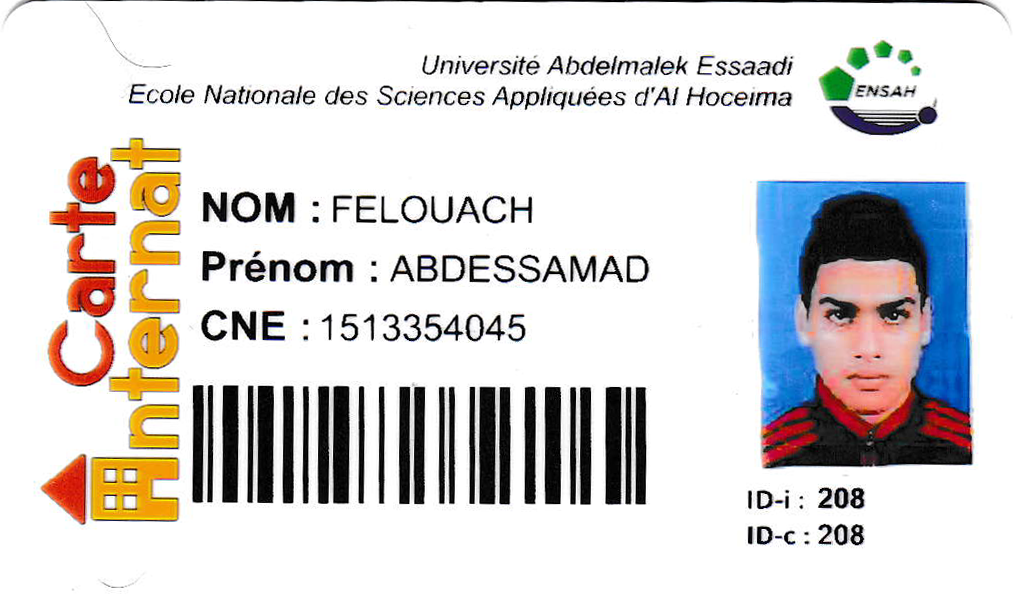 Université Abdelmalek Essaadi
Ecole Nationale des Sciences Appliquées d'Al Hoceima
ENSAH
Carte
Internat
NOM : FELOUACH
Prénom : ABDESSAMAD
CNE : 1513354045
ID-i : 208
ID-c : 208